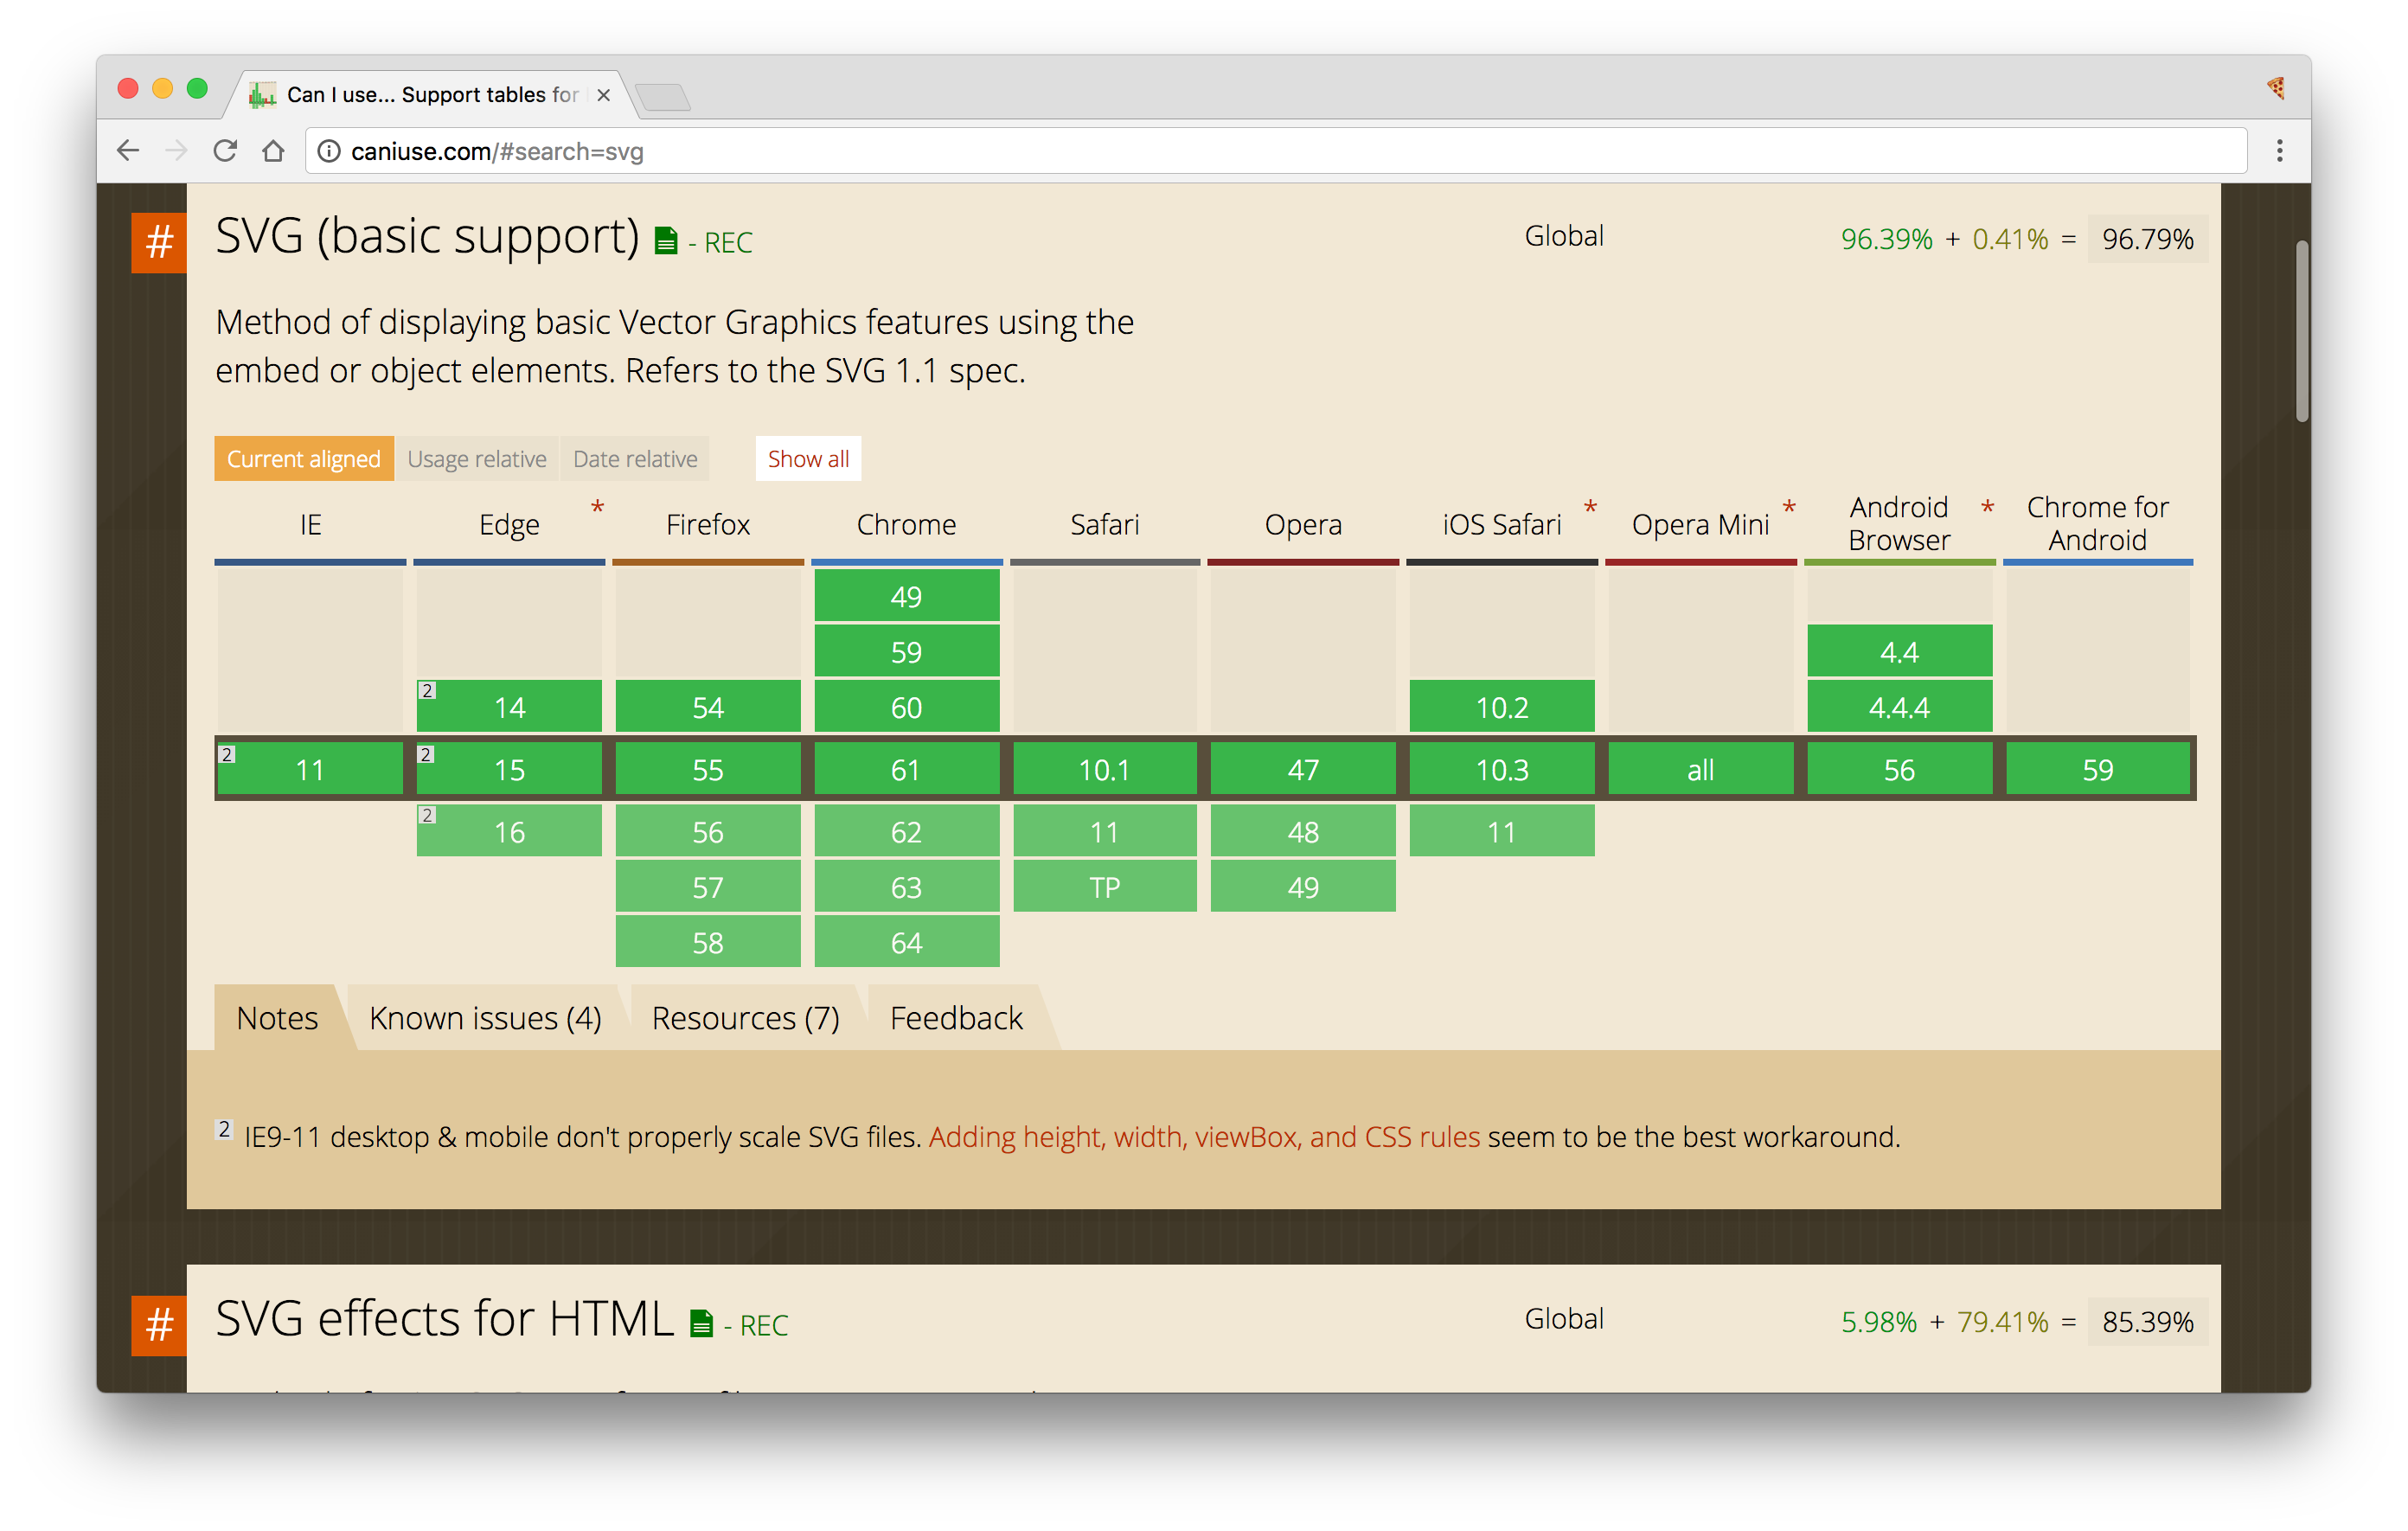 Can I use... Support tables for
caniuse.com/#search=svg
# SVG (basic support) - REC Global 96.39% + 0.41% = 96.79%
Method of displaying basic Vector Graphics features using the
embed or object elements. Refers to the SVG 1.1 spec.
Current aligned Usage relative Date relative Show all
IE Edge * Firefox Chrome Safari Opera iOS Safari * Opera Mini * Android Browser * Chrome for Android
49
59 4.4
2 14 54 60 10.2 4.4.4
2 11 2 15 55 61 10.1 47 10.3 all 56 59
2 16 56 62 11 48 11
57 63 TP 49
58 64
Notes Known issues (4) Resources (7) Feedback
2 IE9-11 desktop & mobile don't properly scale SVG files. Adding height, width, viewBox, and CSS rules seem to be the best workaround.
# SVG effects for HTML - REC Global 5.98% + 79.41% = 85.39%